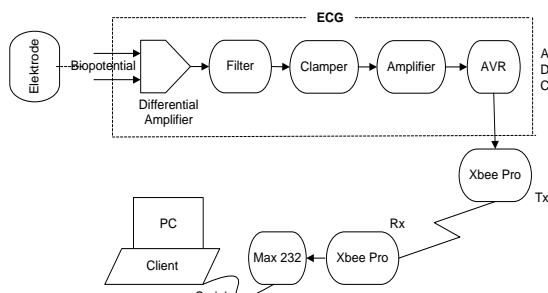 ECG
Elektrode
Biopotential
Differential
Amplifier
Filter
Clamper
Amplifier
AVR
A
D
C
Xbee Pro
Tx
Rx
Xbee Pro
Max 232
PC
Client